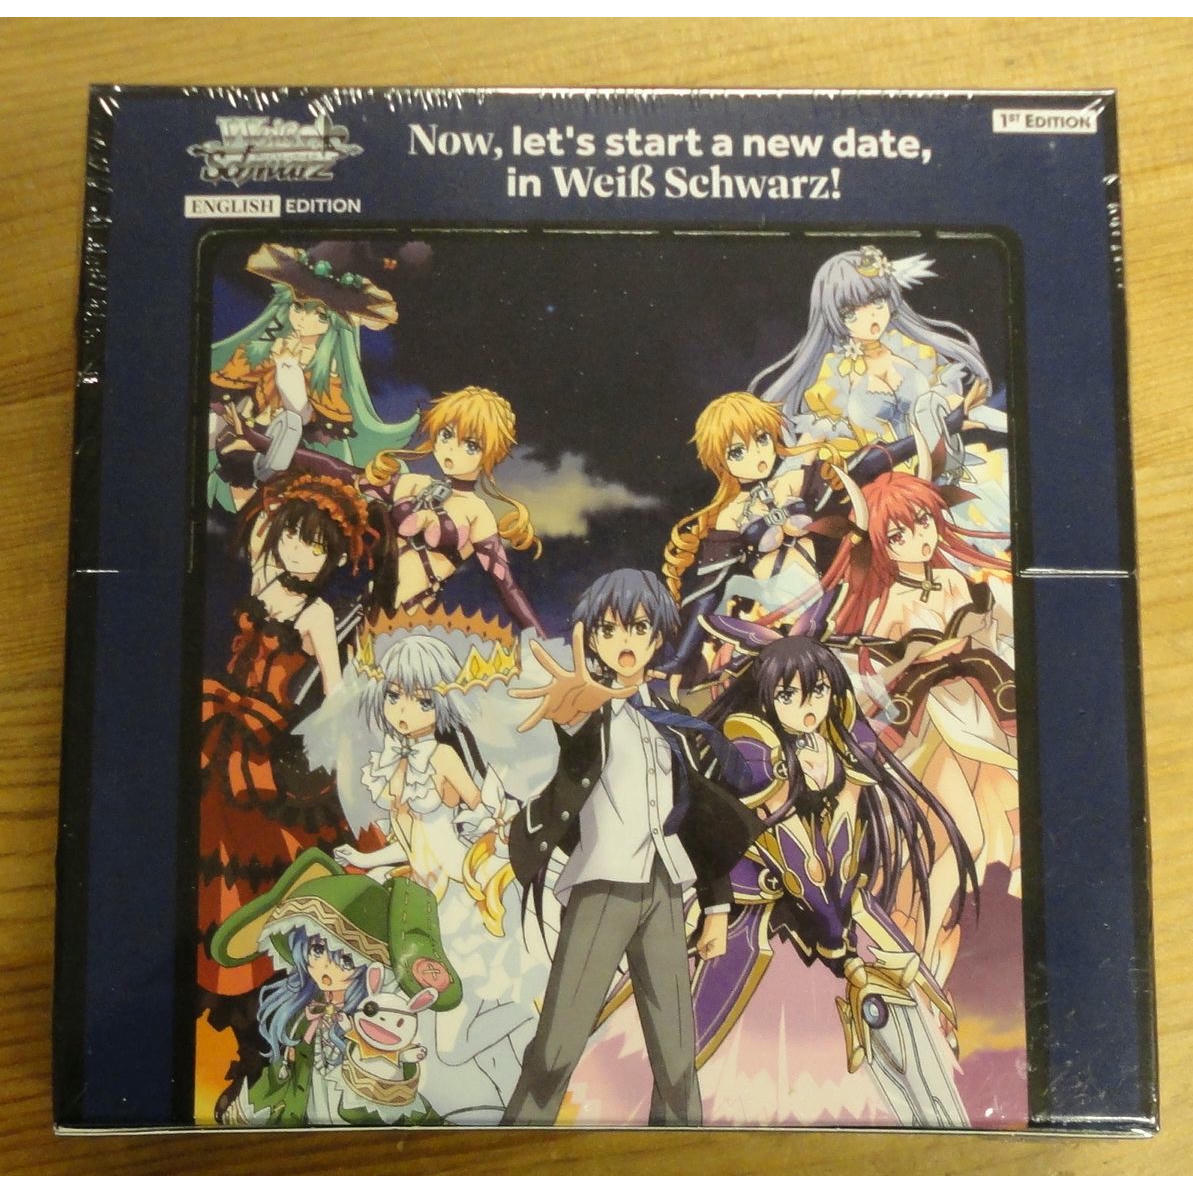 Weiß
Schwarz
ENGLISH EDITION
Now, let's start a new date,
in Weiß Schwarz!
1ST EDITION